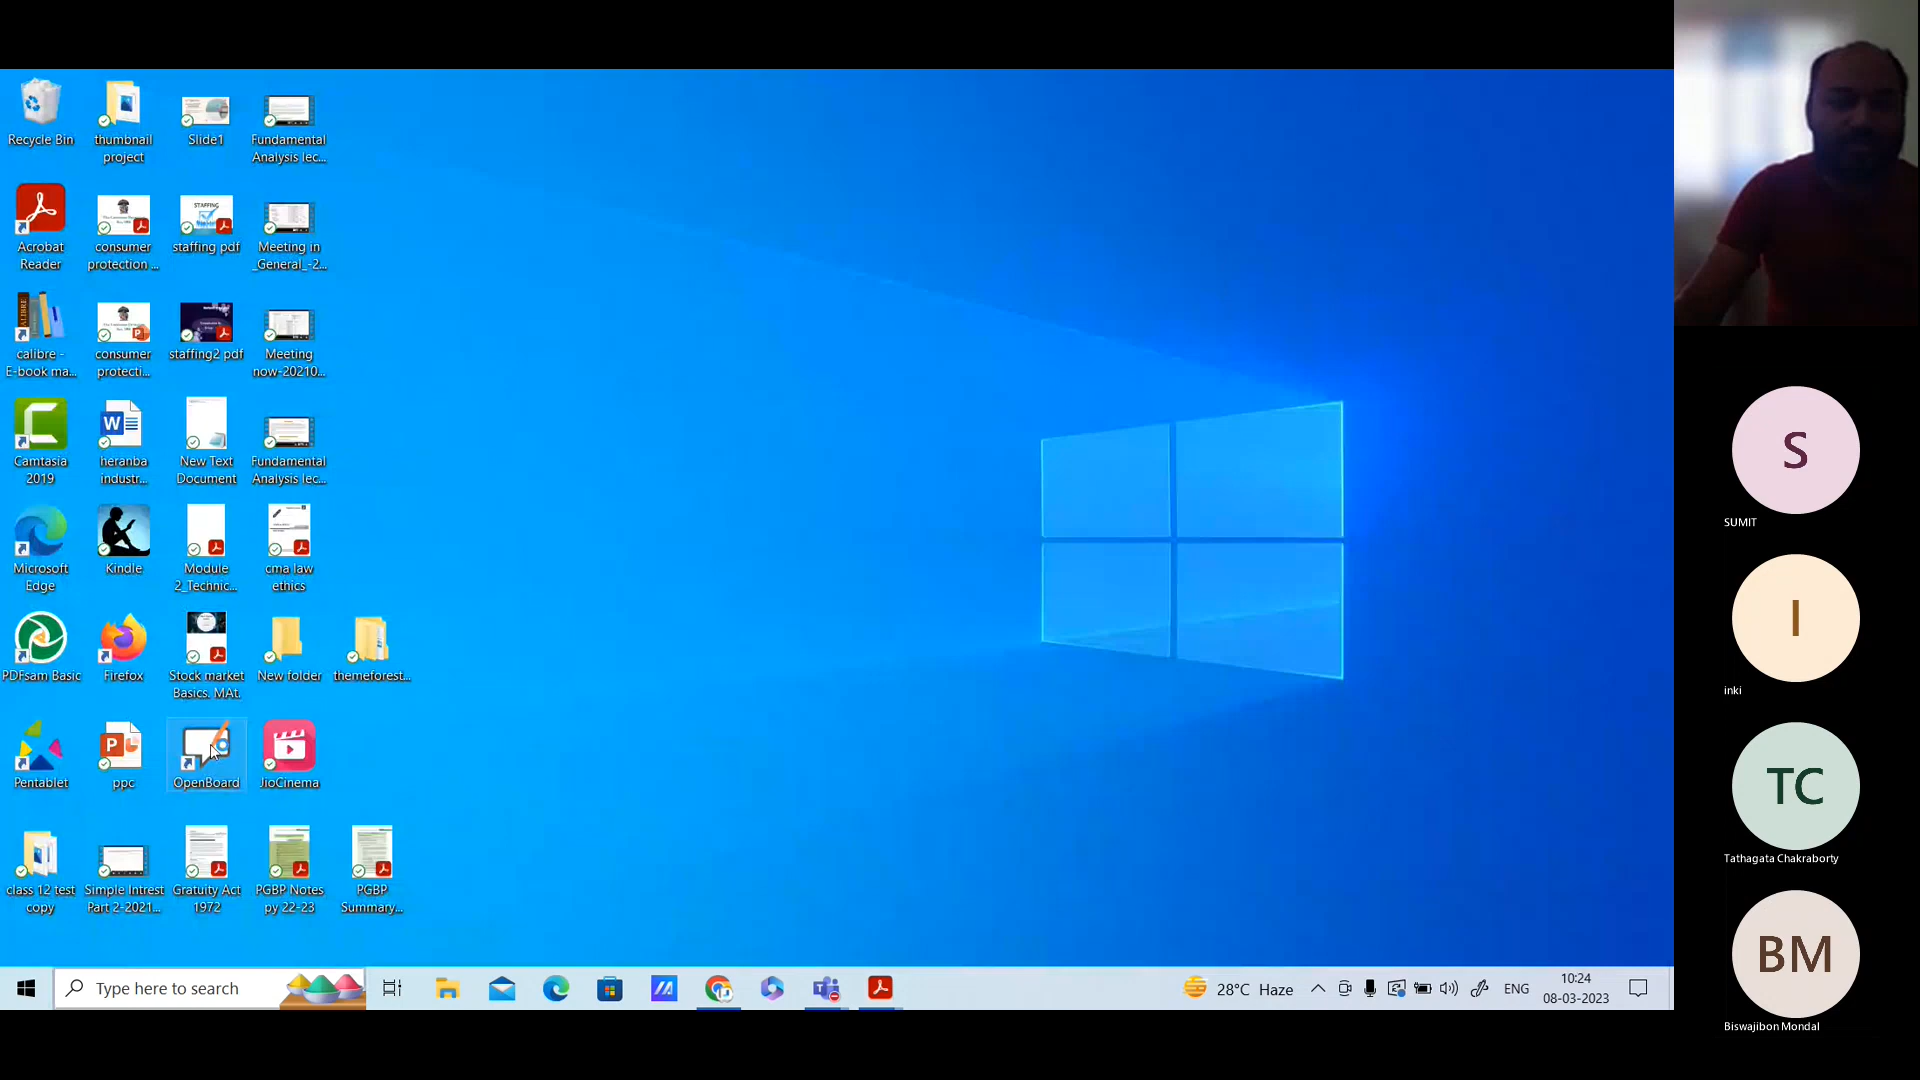 Recycle Bin
thumbnail
project
Slide1
Fundamental
Analysis lec...
Acrobat
Reader
consumer
protection ...
STAFFING
staffing pdf
Meeting in
_General_-2...
calibre -
E-book ma...
consumer
protecti...
staffing2 pdf
Meeting
now-20210...
Camtasia
2019
heranba
industr...
New Text
Document
Fundamental
Analysis lec...
Microsoft
Edge
Kindle
Module
2_Technic...
cma law
ethics
PDFsam Basic
Firefox
Stock market
Basics. MAt.
New folder
themeforest...
Pentablet
ppc
OpenBoard
JioCinema
class 12 test
copy
Simple Intrest
Part 2-2021...
Gratuity Act
1972
PGBP Notes
py 22-23
PGBP
Summary...
Type here to search
28°C Haze
ENG
10:24
08-03-2023
S
SUMIT
I
inki
TC
Tathagata Chakraborty
BM
Biswajibon Mondal